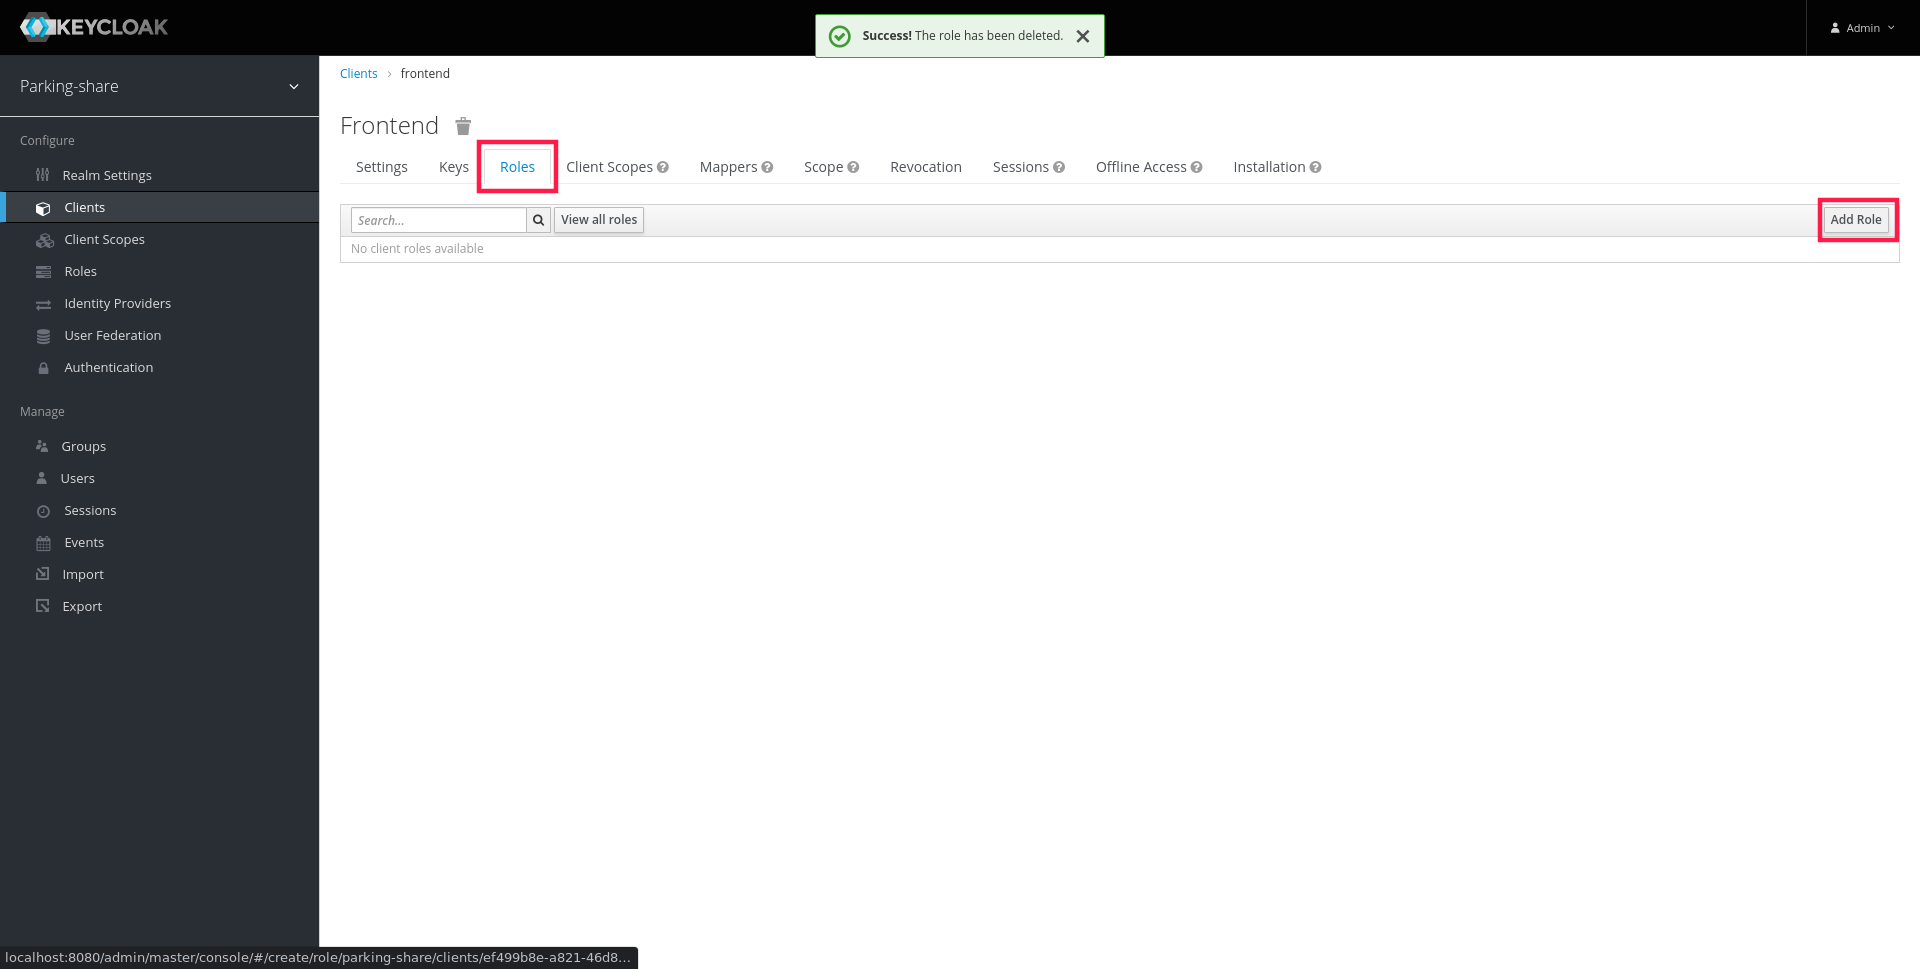 KEYCLOAK
Success! The role has been deleted.
Admin
Parking-share
Configure
Realm Settings
Clients
Client Scopes
Roles
Identity Providers
User Federation
Authentication
Manage
Groups
Users
Sessions
Events
Import
Export
Clients › frontend
Frontend
Settings Keys Roles Client Scopes ? Mappers ? Scope ? Revocation Sessions ? Offline Access ? Installation ?
Search... View all roles Add Role
No client roles available
localhost:8080/admin/master/console/#/create/role/parking-share/clients/ef499b8e-a821-46d8...